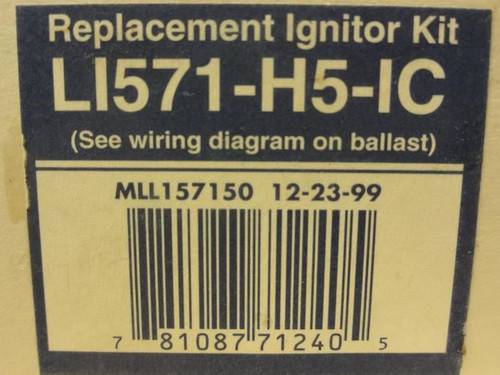 Replacement Ignitor Kit
LI571-H5-IC
(See wiring diagram on ballast)
MLL157150 12-23-99
7 81087 71240 5